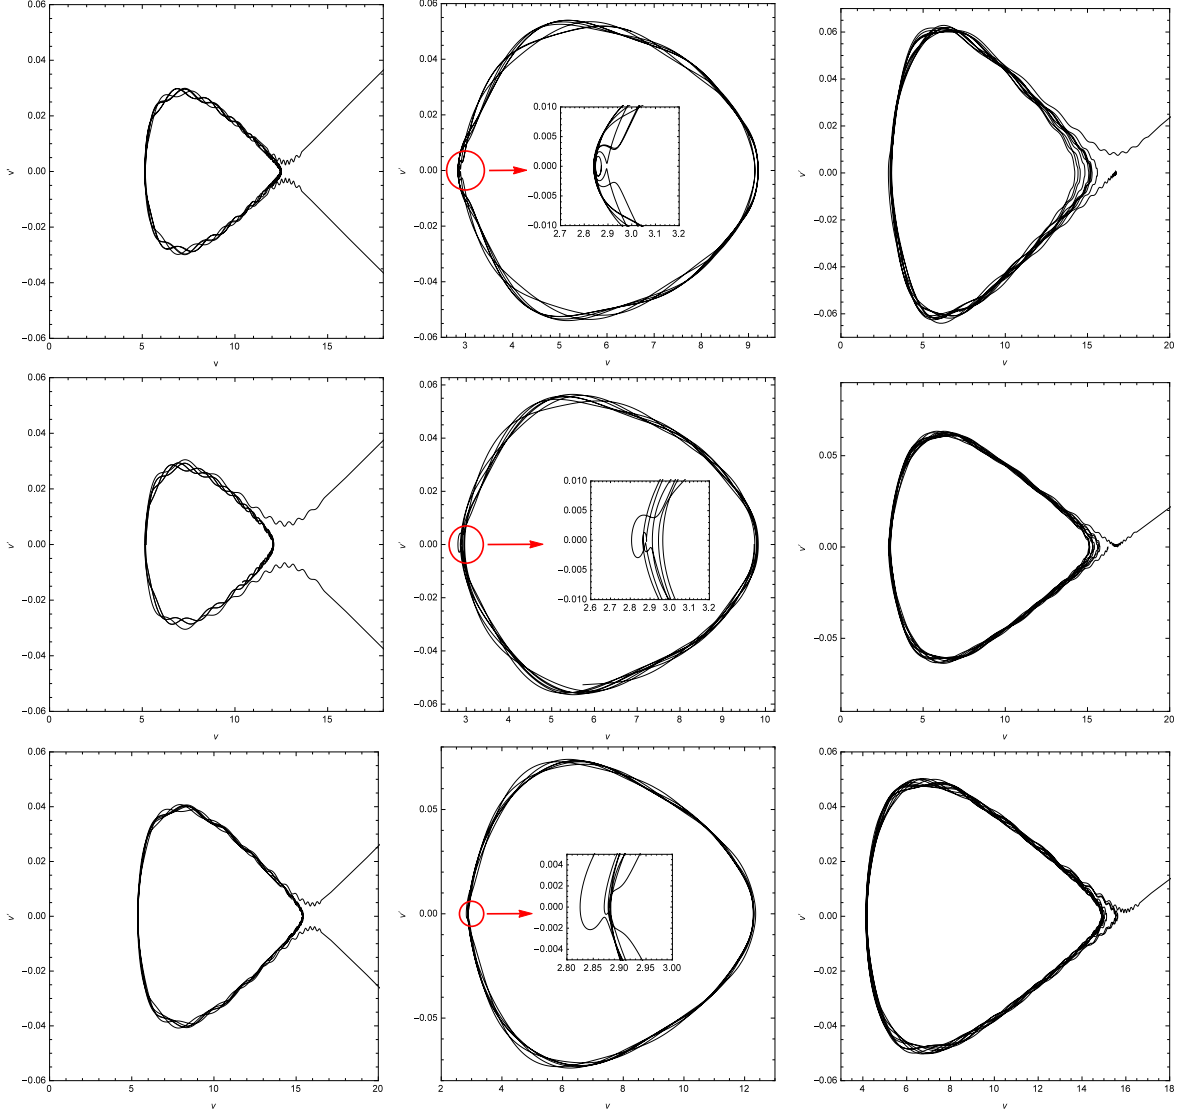 0.06
0.04
0.02
0.00
−0.02
−0.04
−0.06
v'
0 5 10 15
v
0.06
0.04
0.02
0.00
−0.02
−0.04
−0.06
v'
0.010
0.005
0.000
−0.005
−0.010
2.7 2.8 2.9 3.0 3.1 3.2
3 4 5 6 7 8 9
v
0.06
0.04
0.02
0.00
−0.02
−0.04
−0.06
v'
0 5 10 15 20
v
0.06
0.04
0.02
0.00
−0.02
−0.04
−0.06
v'
0 5 10 15
v
0.06
0.04
0.02
0.00
−0.02
−0.04
−0.06
v'
0.010
0.005
0.000
−0.005
−0.010
2.6 2.7 2.8 2.9 3.0 3.1 3.2
3 4 5 6 7 8 9 10
v
0.05
0.00
−0.05
v'
0 5 10 15 20
v
0.06
0.04
0.02
0.00
−0.02
−0.04
−0.06
v'
0 5 10 15 20
v
0.05
0.00
−0.05
v'
0.004
0.002
0.000
−0.002
−0.004
2.80 2.85 2.90 2.95 3.00
2 4 6 8 10 12
v
0.06
0.04
0.02
0.00
−0.02
−0.04
−0.06
v'
4 6 8 10 12 14 16 18
v